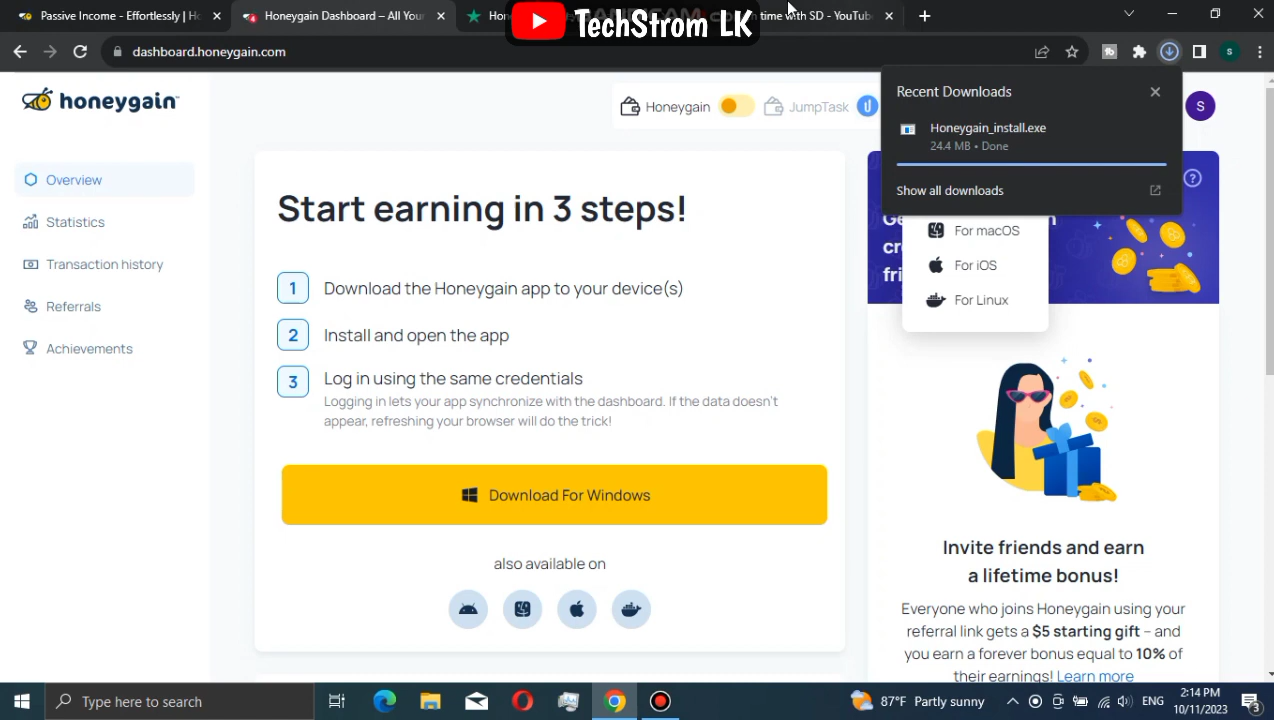 Passive Income - Effortlessly | Ho
Honeygain Dashboard – All Your
Hon
n time with SD - YouTube
TechStrom LK
dashboard.honeygain.com
S
honeygain
Honeygain
JumpTask
S
Recent Downloads
Honeygain_install.exe
24.4 MB • Done
Show all downloads
Overview
Statistics
Transaction history
Referrals
Achievements
Start earning in 3 steps!
1 Download the Honeygain app to your device(s)
2 Install and open the app
3 Log in using the same credentials
Logging in lets your app synchronize with the dashboard. If the data doesn't
appear, refreshing your browser will do the trick!
Download For Windows
also available on
For macOS
For iOS
For Linux
Invite friends and earn
a lifetime bonus!
Everyone who joins Honeygain using your
referral link gets a $5 starting gift – and
you earn a forever bonus equal to 10% of
their earnings! Learn more
Type here to search
87°F Partly sunny
ENG
2:14 PM
10/11/2023
3